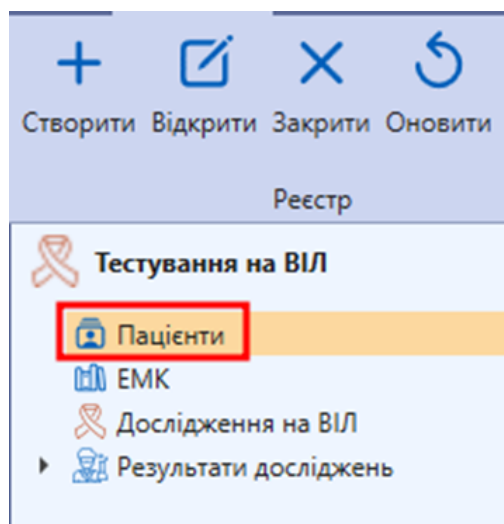 Створити Відкрити Закрити Оновити
Реєстр
Тестування на ВІЛ
Пацієнти
ЕМК
Дослідження на ВІЛ
Результати досліджень